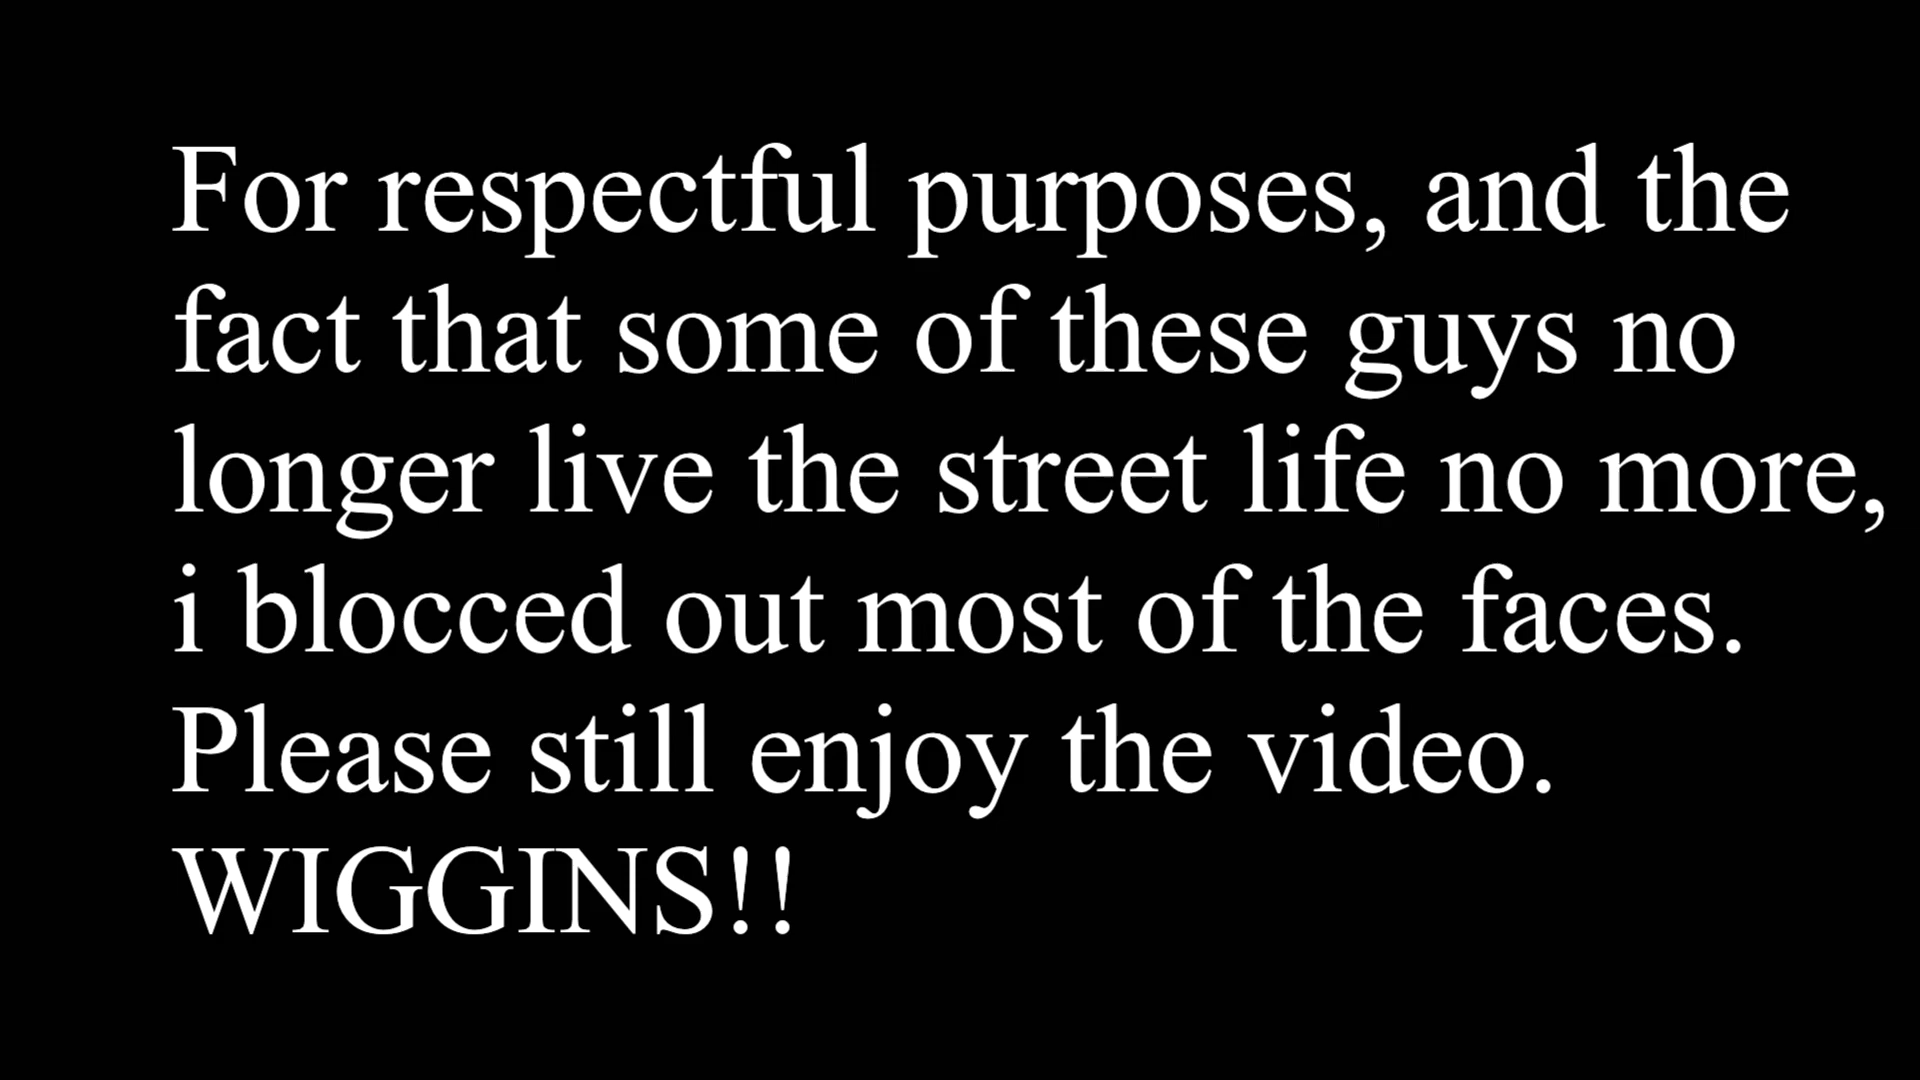 For respectful purposes, and the
fact that some of these guys no
longer live the street life no more,
i blocced out most of the faces.
Please still enjoy the video.
WIGGINS!!